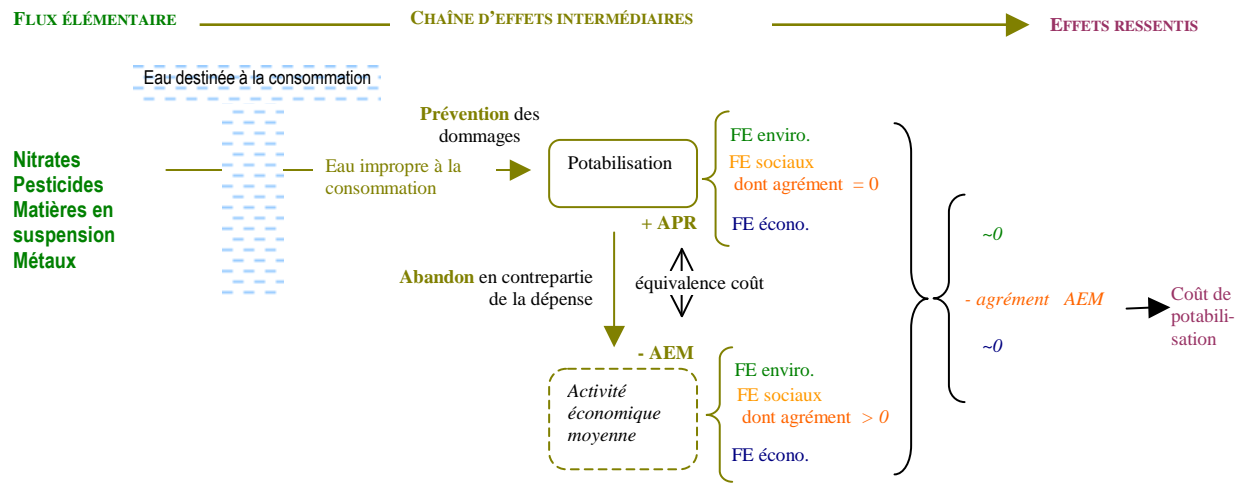 FLUX ÉLÉMENTAIRE
CHAÎNE D'EFFETS INTERMÉDIAIRES
EFFETS RESSENTIS
Eau destinée à la consommation
Nitrates
Pesticides
Matières en
suspension
Métaux
Eau impropre à la
consommation
Prévention des
dommages
Potabilisation
FE enviro.
FE sociaux
dont agrément = 0
FE écono.
+ APR
Abandon en contrepartie
de la dépense
équivalence coût
- AEM
Activité
économique
moyenne
FE enviro.
FE sociaux
dont agrément > 0
FE écono.
~0
- agrément AEM
~0
Coût de
potabili-
sation